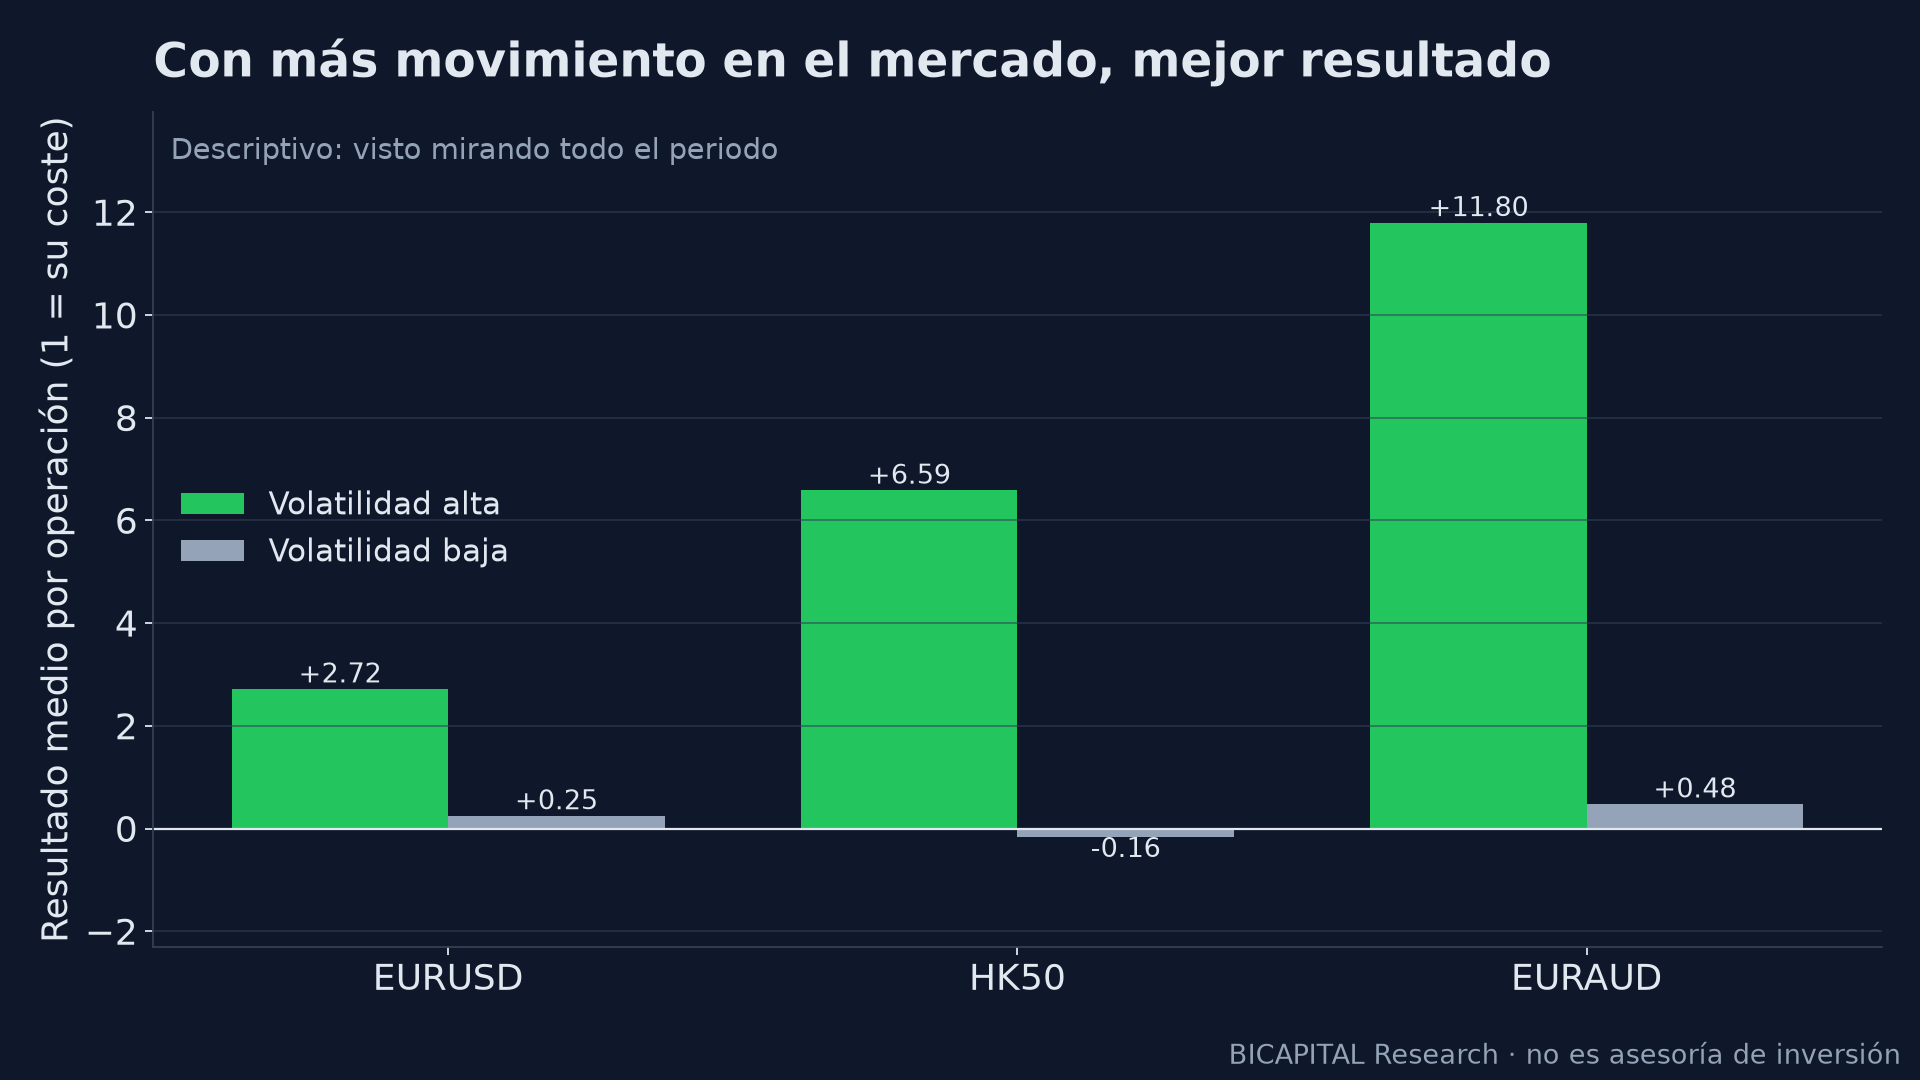 Con más movimiento en el mercado, mejor resultado
Resultado medio por operación (1 = su coste)
Descriptivo: visto mirando todo el periodo
12
10
8
6
4
2
0
−2
Volatilidad alta
Volatilidad baja
+2.72
+0.25
+6.59
-0.16
+11.80
+0.48
EURUSD
HK50
EURAUD
BICAPITAL Research · no es asesoría de inversión